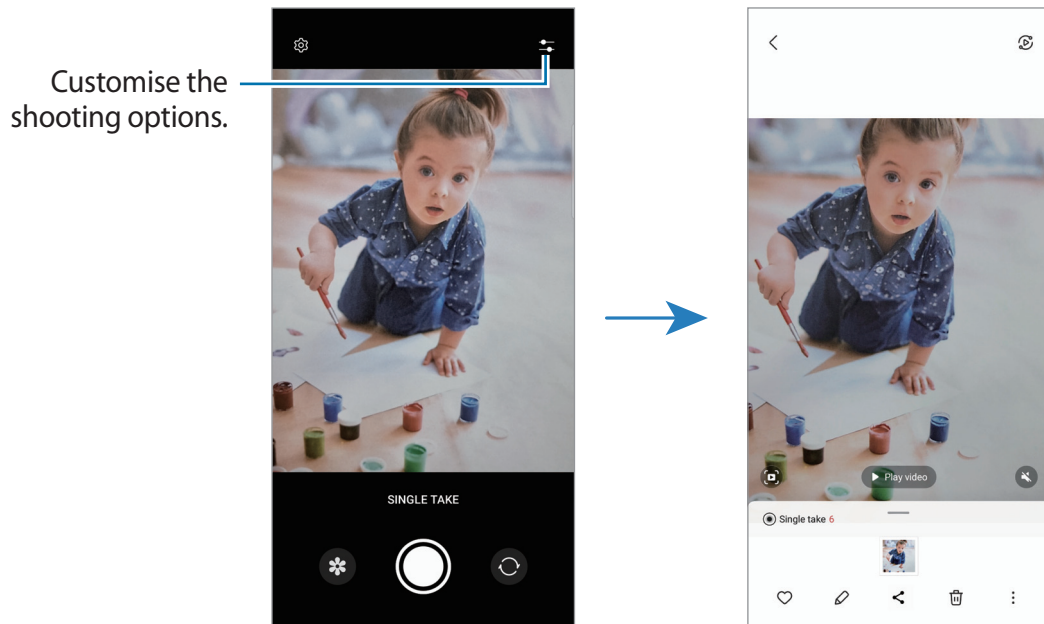 Customise the
shooting options.
SINGLE TAKE
Play video
Single take 6